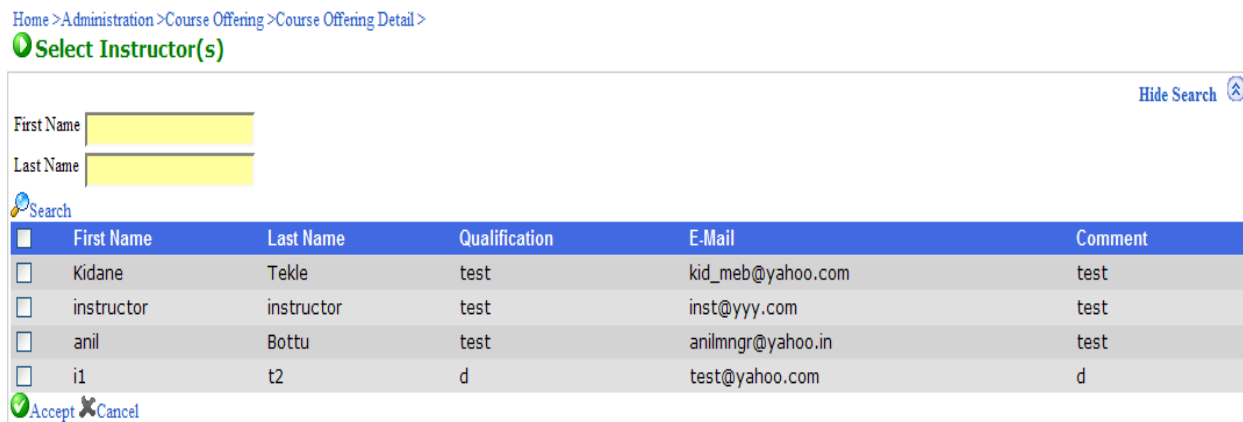 Home >Administration >Course Offering >Course Offering Detail >
Select Instructor(s)
Hide Search
First Name
Last Name
Search
First Name Last Name Qualification E-Mail Comment
Kidane Tekle test kid_meb@yahoo.com test
instructor instructor test inst@yyy.com test
anil Bottu test anilmngr@yahoo.in test
i1 t2 d test@yahoo.com d
Accept Cancel